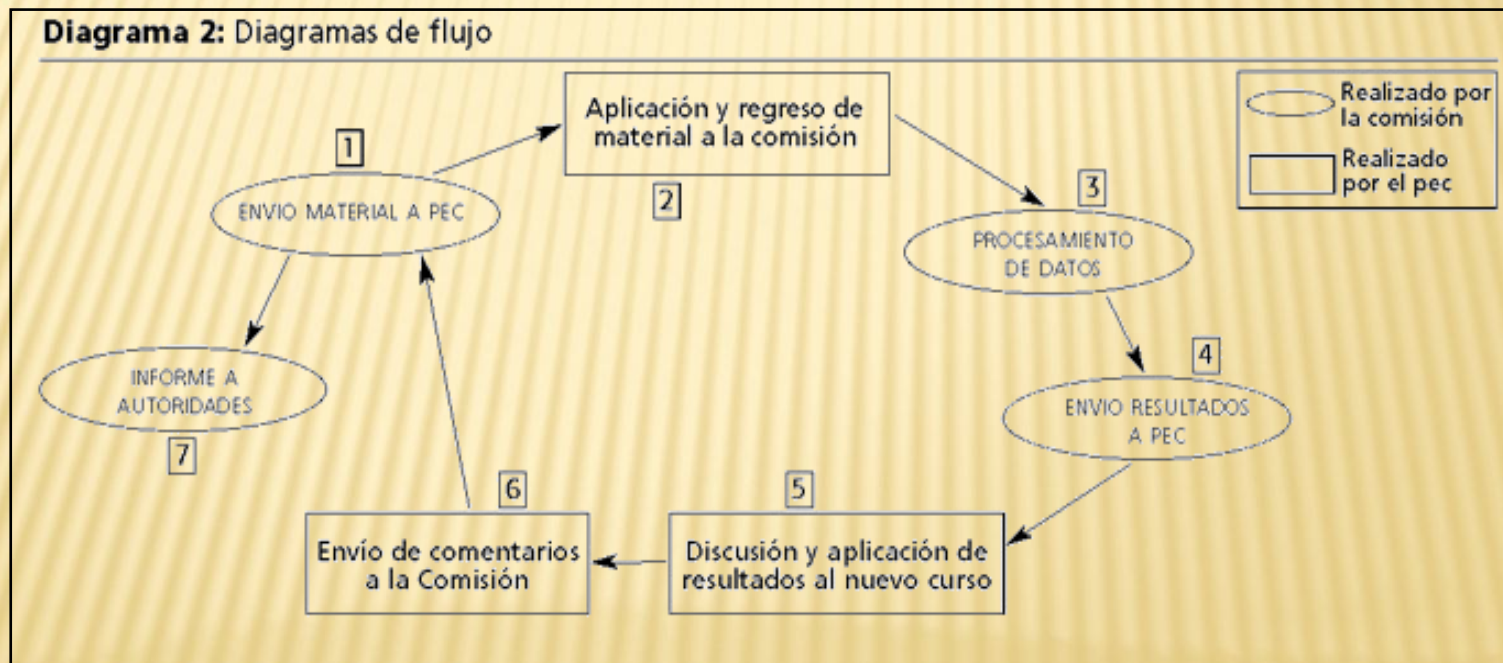 Diagrama 2: Diagramas de flujo
1
ENVIO MATERIAL A PEC
Aplicación y regreso de
material a la comisión
2
3
PROCESAMIENTO
DE DATOS
4
ENVIO RESULTADOS
A PEC
5
Discusión y aplicación de
resultados al nuevo curso
6
Envío de comentarios
a la Comisión
INFORME A
AUTORIDADES
7
Realizado por
la comisión
Realizado
por el pec